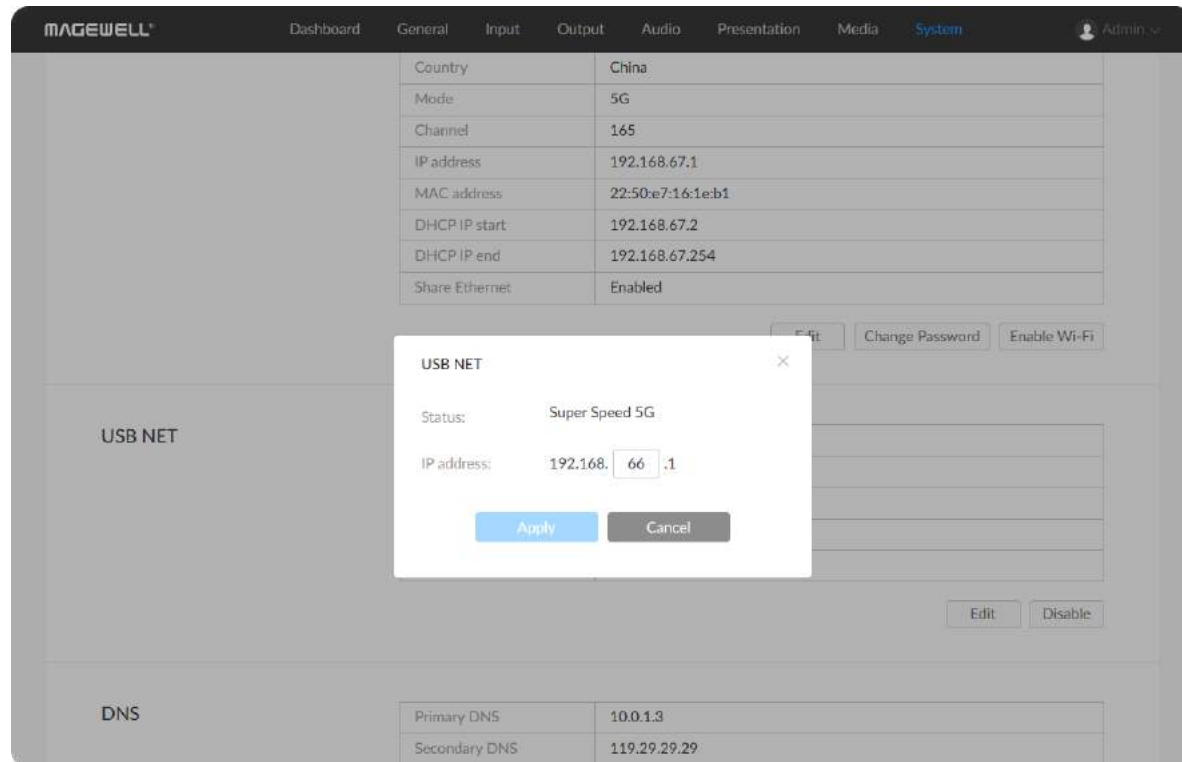 MAGEWELL Dashboard General Input Output Audio Presentation Media System Admin
Country China
Mode 5G
Channel 165
IP address 192.168.67.1
MAC address 22:50:e7:16:1e:b1
DHCP IP start 192.168.67.2
DHCP IP end 192.168.67.254
Share Ethernet Enabled
Edit Change Password Enable Wi-Fi
USB NET
Status: Super Speed 5G
IP address: 192.168. 66 .1
Apply Cancel
USB NET
Edit Disable
DNS
Primary DNS 10.0.1.3
Secondary DNS 119.29.29.29